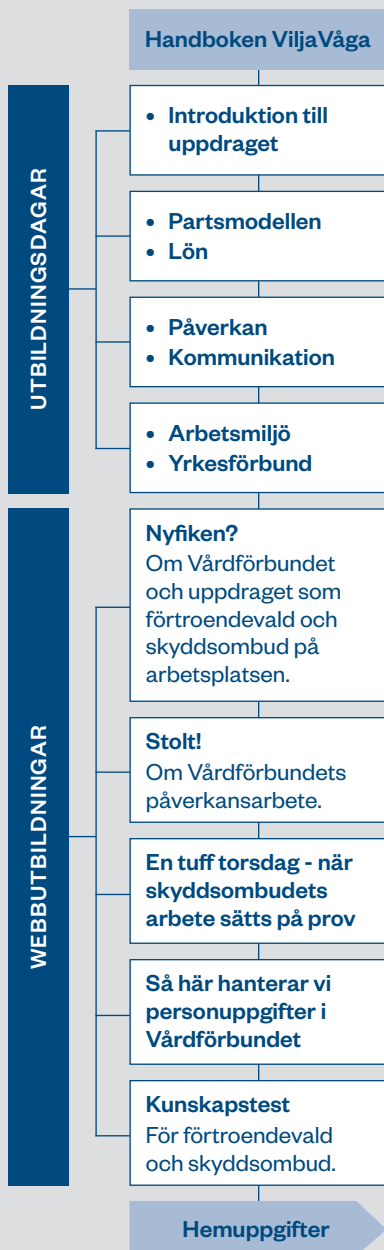 Handboken ViljaVåga
UTBILDNINGSDAGAR
• Introduktion till
uppdraget
• Partsmodellen
• Lön
• Påverkan
• Kommunikation
• Arbetsmiljö
• Yrkesförbund
WEBBUTBILDNINGAR
Nyfiken?
Om Vårdförbundet
och uppdraget som
förtroendevald och
skyddsombud på
arbetsplatsen.
Stolt!
Om Vårdförbundets
påverkansarbete.
En tuff torsdag - när
skyddsombudets
arbete sätts på prov
Så här hanterar vi
personuppgifter i
Vårdförbundet
Kunskapstest
För förtroendevald
och skyddsombud.
Hemuppgifter